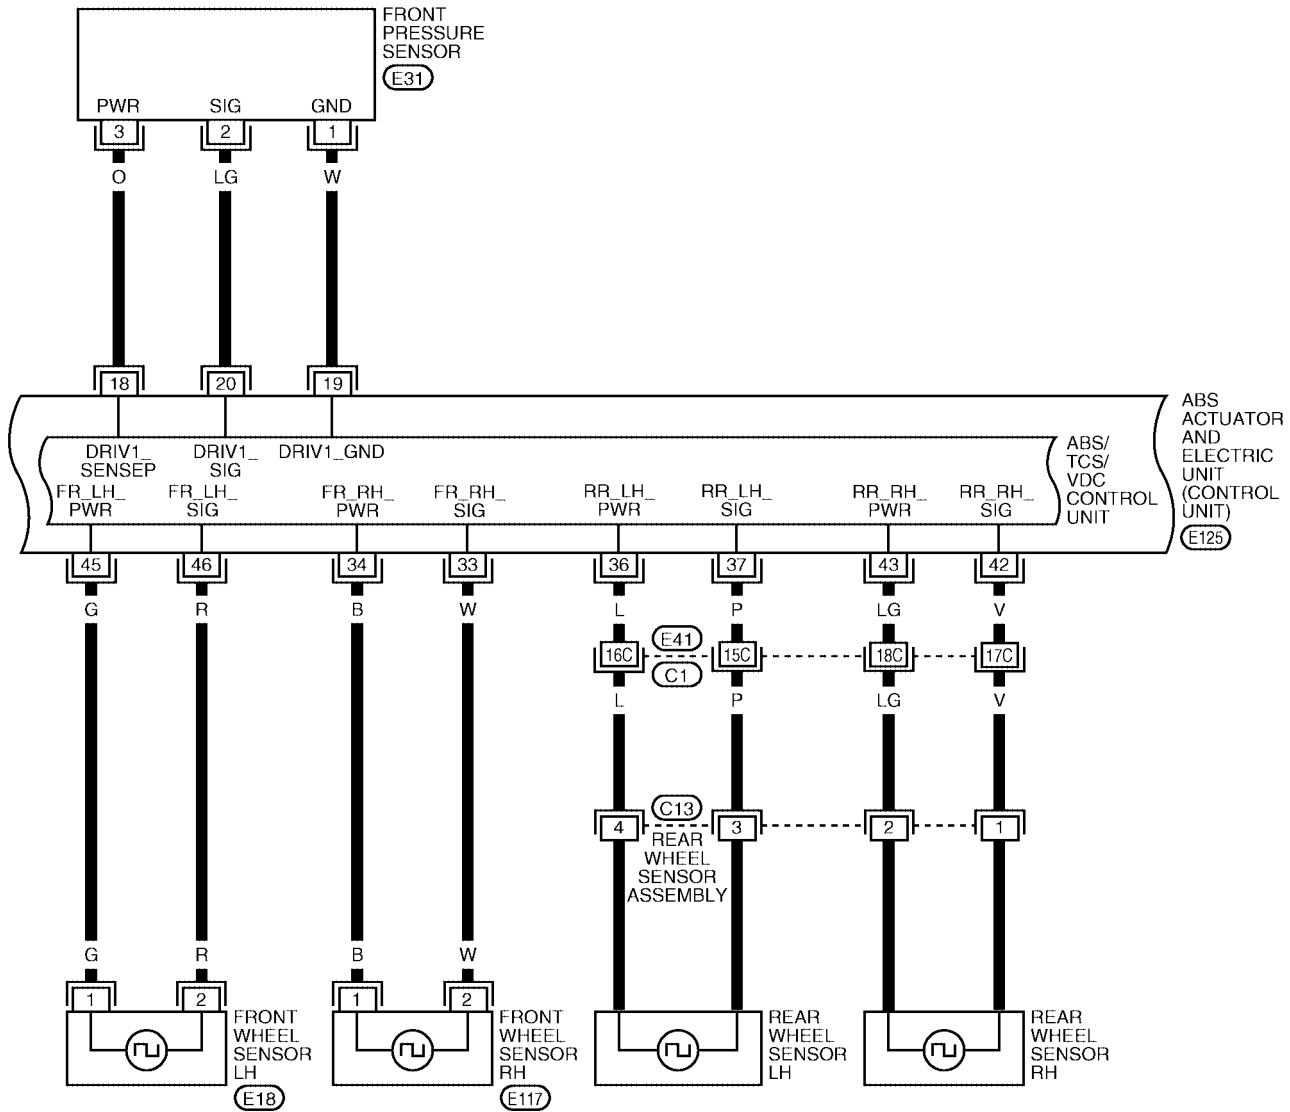 FRONT
PRESSURE
SENSOR
E31
PWR SIG GND
3 2 1
O LG W
18 20 19
ABS
ACTUATOR
AND
ELECTRIC
UNIT
(CONTROL
UNIT)
E125
DRIV1_
SENSEP
DRIV1_
SIG
DRIV1_GND
ABS/
TCS/
VDC
CONTROL
UNIT
FR_LH_
PWR
FR_LH_
SIG
FR_RH_
PWR
FR_RH_
SIG
RR_LH_
PWR
RR_LH_
SIG
RR_RH_
PWR
RR_RH_
SIG
45 46 34 33 36 37 43 42
G R B W L P LG V
E41
16C 15C 18C 17C
C1
L P LG V
C13
4 3 2 1
REAR
WHEEL
SENSOR
ASSEMBLY
G R B W
1 2 1 2
FRONT
WHEEL
SENSOR
LH
E18
FRONT
WHEEL
SENSOR
RH
E117
REAR
WHEEL
SENSOR
LH
REAR
WHEEL
SENSOR
RH